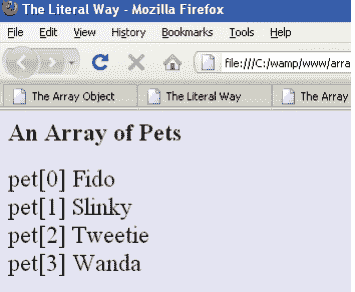 The Literal Way - Mozilla Firefox
File Edit View History Bookmarks Tools Help
file:///C:/wamp/www/arra
The Array Object The Literal Way The Array
An Array of Pets
pet[0] Fido
pet[1] Slinky
pet[2] Tweetie
pet[3] Wanda